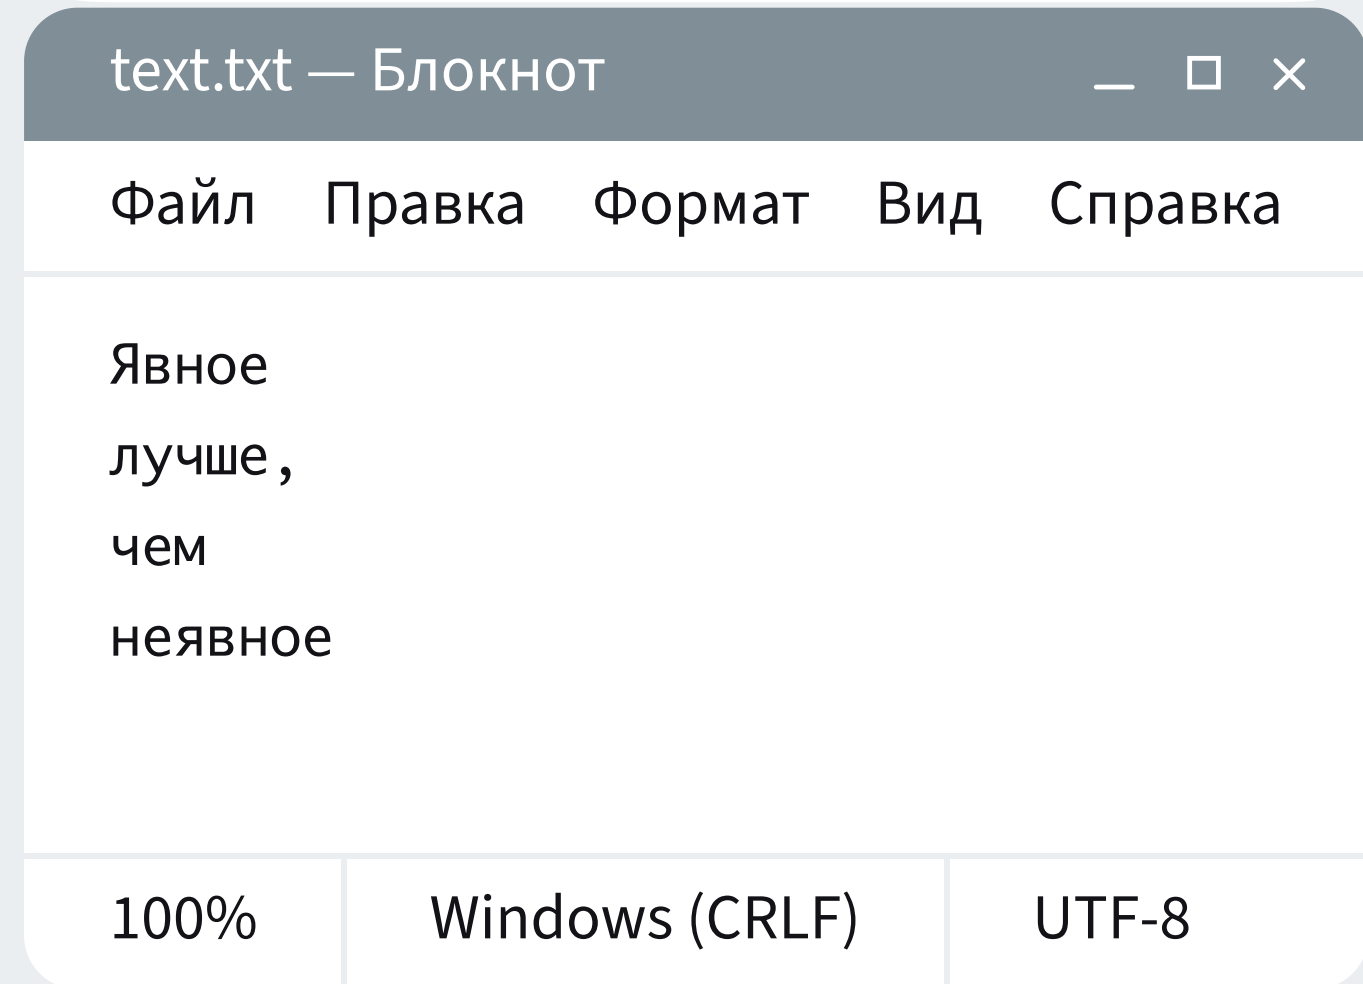 text.txt — Блокнот
Файл Правка Формат Вид Справка
Явное
лучше,
чем
неявное
100% Windows (CRLF) UTF-8